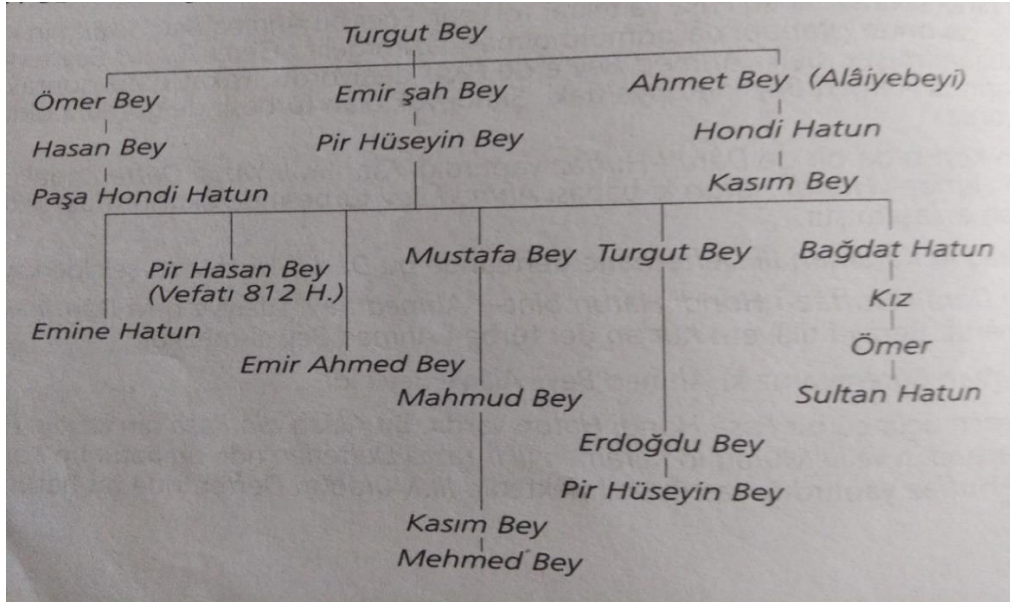 Turgut Bey
Ömer Bey
Emir şah Bey
Ahmet Bey (Alâiyebeyi)
Hasan Bey
Pir Hüseyin Bey
Hondi Hatun
Paşa Hondi Hatun
Kasım Bey
Pir Hasan Bey
(Vefatı 812 H.)
Mustafa Bey
Turgut Bey
Bağdat Hatun
Kız
Emine Hatun
Ömer
Emir Ahmed Bey
Mahmud Bey
Sultan Hatun
Erdoğdu Bey
Pir Hüseyin Bey
Kasım Bey
Mehmed Bey